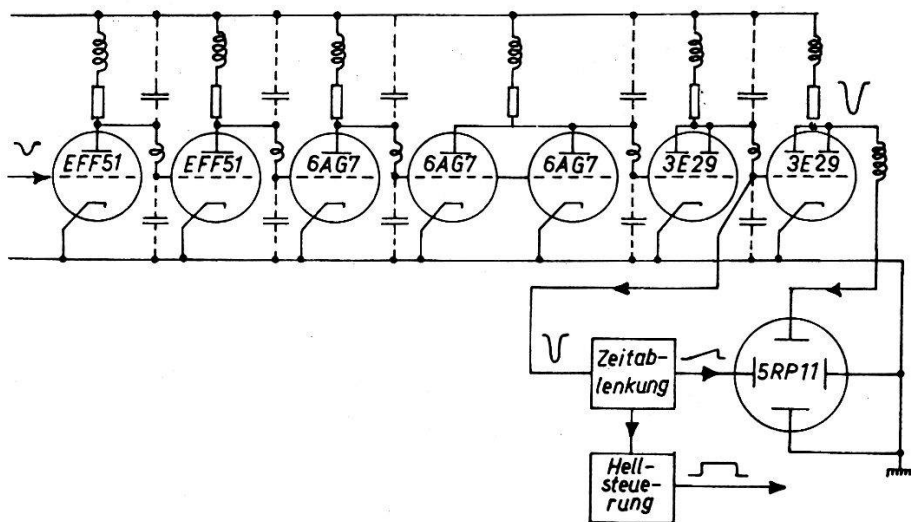 EFF51
EFF51
6AG7
6AG7
6AG7
3E29
3E29
Zeitab-
lenkung
5RP11
Hell-
steue-
rung